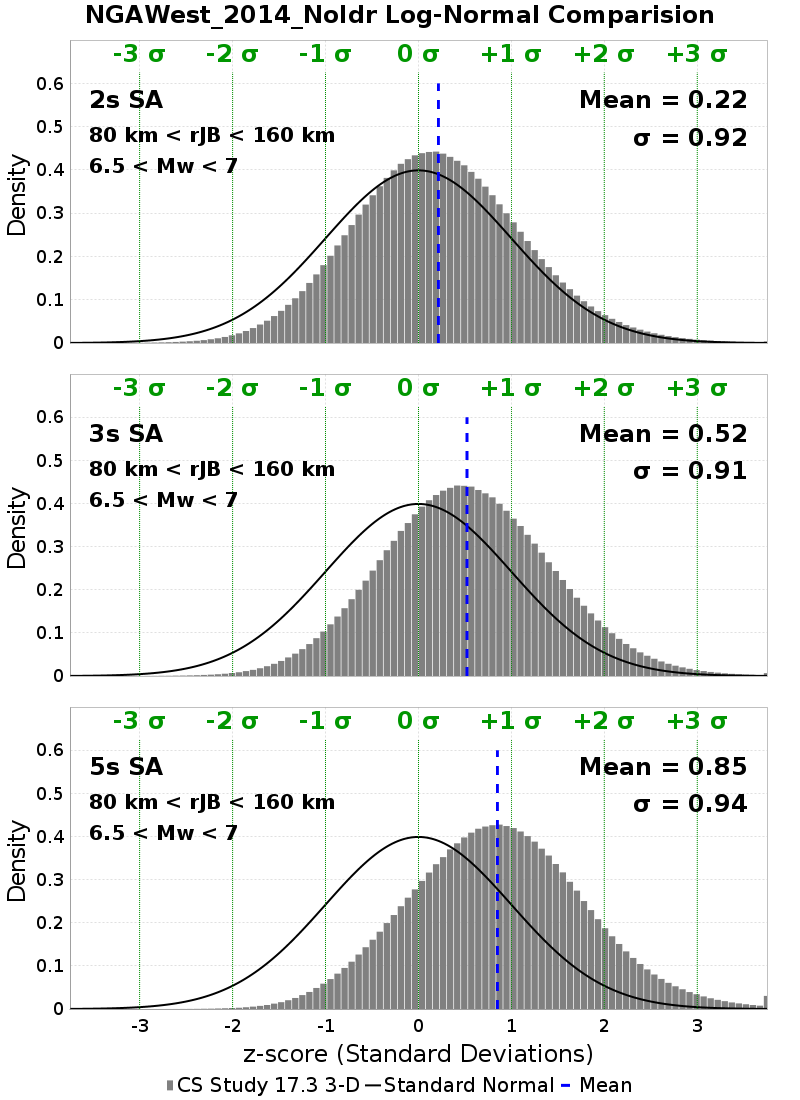 NGAWest_2014_NoIdr Log-Normal Comparision
-3 σ -2 σ -1 σ 0 σ +1 σ +2 σ +3 σ
0.6
2s SA Mean = 0.22
0.5
80 km < rJB < 160 km σ = 0.92
6.5 < Mw < 7
0.4
Density
0.3
0.2
0.1
0
-3 σ -2 σ -1 σ 0 σ +1 σ +2 σ +3 σ
0.6
3s SA Mean = 0.52
0.5
80 km < rJB < 160 km σ = 0.91
6.5 < Mw < 7
0.4
Density
0.3
0.2
0.1
0
-3 σ -2 σ -1 σ 0 σ +1 σ +2 σ +3 σ
0.6
5s SA Mean = 0.85
0.5
80 km < rJB < 160 km σ = 0.94
6.5 < Mw < 7
0.4
Density
0.3
0.2
0.1
0
-3 -2 -1 0 1 2 3
z-score (Standard Deviations)
CS Study 17.3 3-D Standard Normal Mean